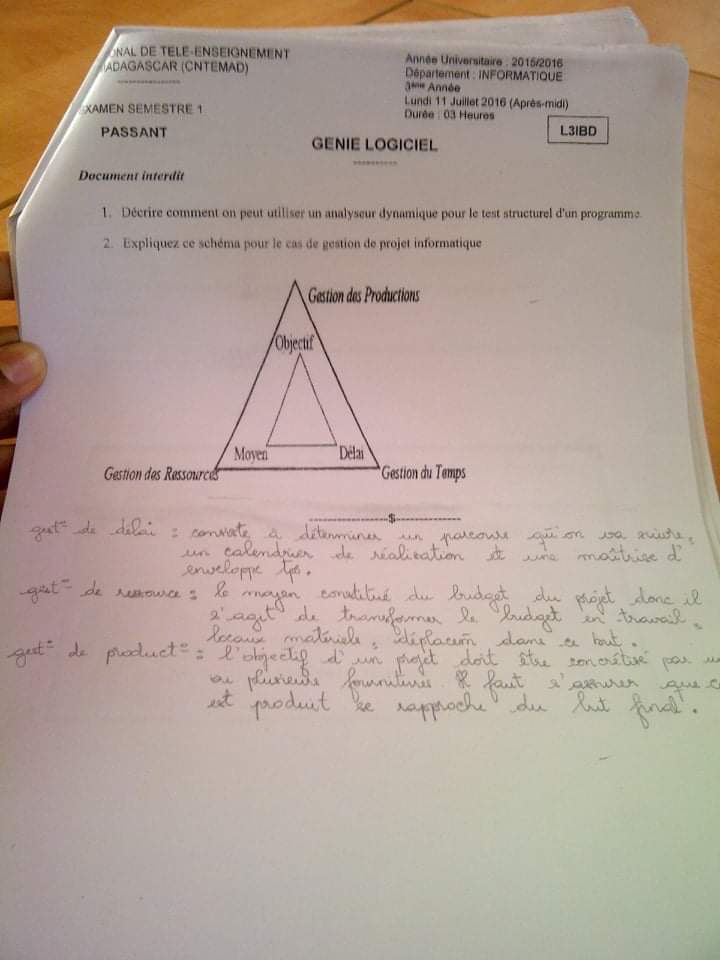 ONAL DE TELE-ENSEIGNEMENT
MADAGASCAR (CNTEMAD)
Année Universitaire : 2015/2016
Département : INFORMATIQUE
3ème Année
Lundi 11 Juillet 2016 (Après-midi)
Durée : 03 Heures
EXAMEN SEMESTRE 1
PASSANT
L3IBD
GENIE LOGICIEL
Document interdit
1. Décrire comment on peut utiliser un analyseur dynamique pour le test structurel d'un programme.
2. Expliquez ce schéma pour le cas de gestion de projet informatique
Gestion des Productions
Objectif
Moyen
Délai
Gestion des Ressources
Gestion du Temps
--------------------$----------------
gest° de délai : consiste à déterminer un parcours qu'on va suivre,
un calendrier de réalisation et une maîtrise d'
enveloppe tps.
gest° de ressource : le moyen constitué du budget du projet donc il
s'agit de transformer le budget en travail,
locaux matériels, déplacem dans ce but.
gest° de product° : l'objectif d'un projet doit être concrétisé par
ou plusieurs fournitures. Il faut s'assurer que
est produit se rapproche du but final.